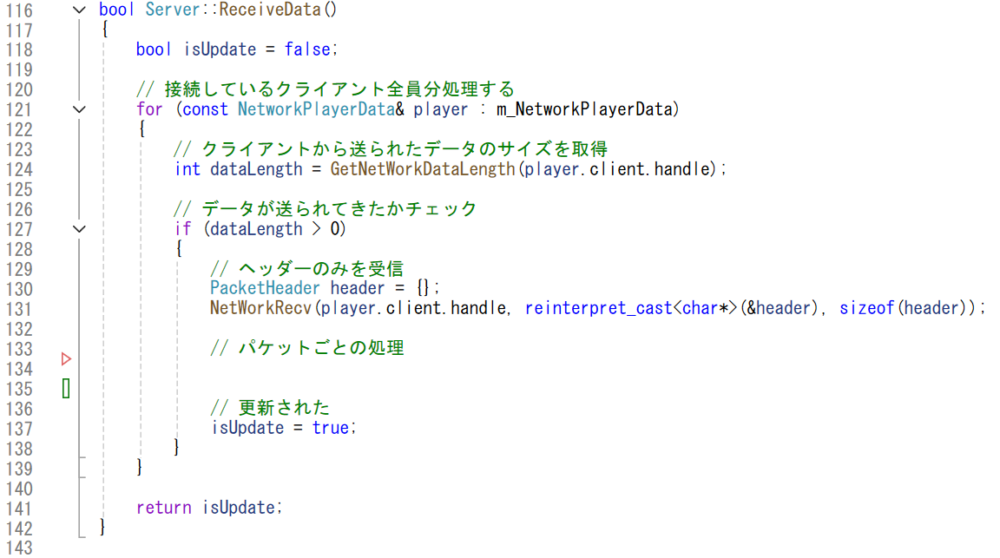 116 bool Server::ReceiveData()
117 {
118 bool isUpdate = false;
119
120 // 接続しているクライアント全員分処理する
121 for (const NetworkPlayerData& player : m_NetworkPlayerData)
122 {
123 // クライアントから送られたデータのサイズを取得
124 int dataLength = GetNetWorkDataLength(player.client.handle);
125
126 // データが送られてきたかチェック
127 if (dataLength > 0)
128 {
129 // ヘッダーのみを受信
130 PacketHeader header = {};
131 NetWorkRecv(player.client.handle, reinterpret_cast<char*>(&header), sizeof(header));
132
133 // パケットごとの処理
134
135
136 // 更新された
137 isUpdate = true;
138 }
139 }
140
141 return isUpdate;
142 }
143